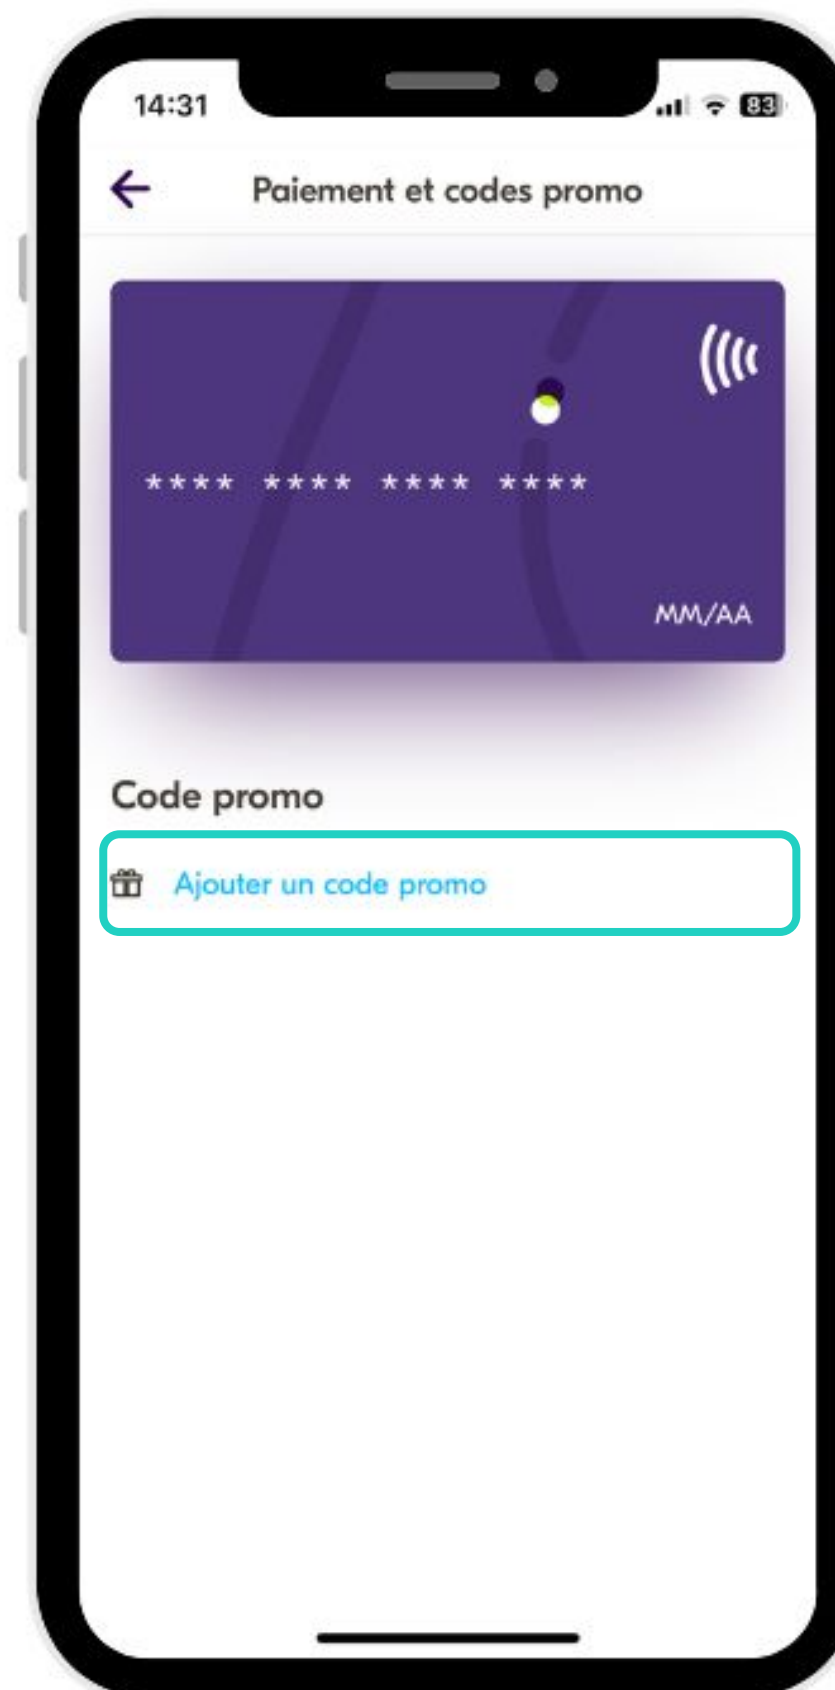 14:31
83
Paiement et codes promo
**** **** **** ****
MM/AA
Code promo
Ajouter un code promo